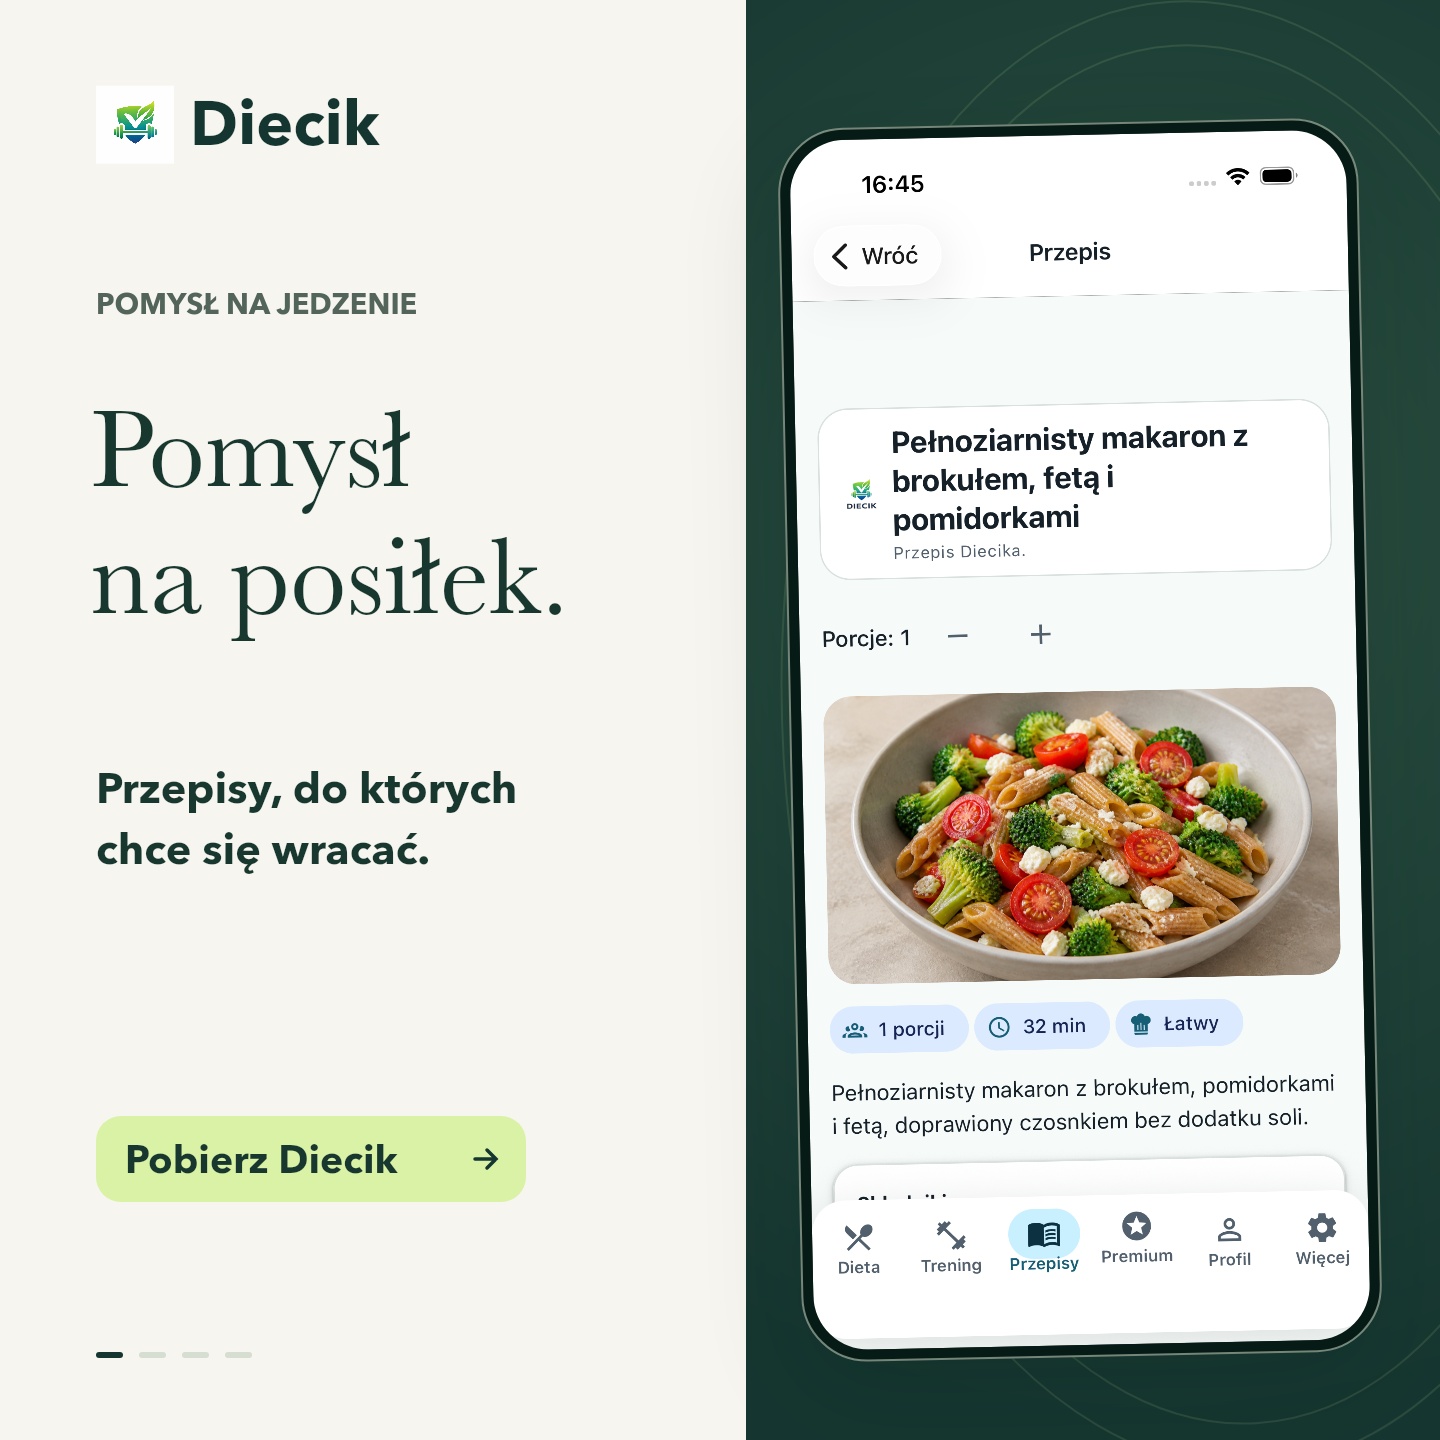 Diecik
POMYSŁ NA JEDZENIE
Pomysł
na posiłek.
Przepisy, do których
chce się wracać.
Pobierz Diecik →
16:45
Wróć
Przepis
Pełnoziarnisty makaron z
brokułem, fetą i
pomidorkami
DIECIK
Przepis Diecika.
Porcje: 1 − +
1 porcji
32 min
Łatwy
Pełnoziarnisty makaron z brokułem, pomidorkami
i fetą, doprawiony czosnkiem bez dodatku soli.
Dieta
Trening
Przepisy
Premium
Profil
Więcej